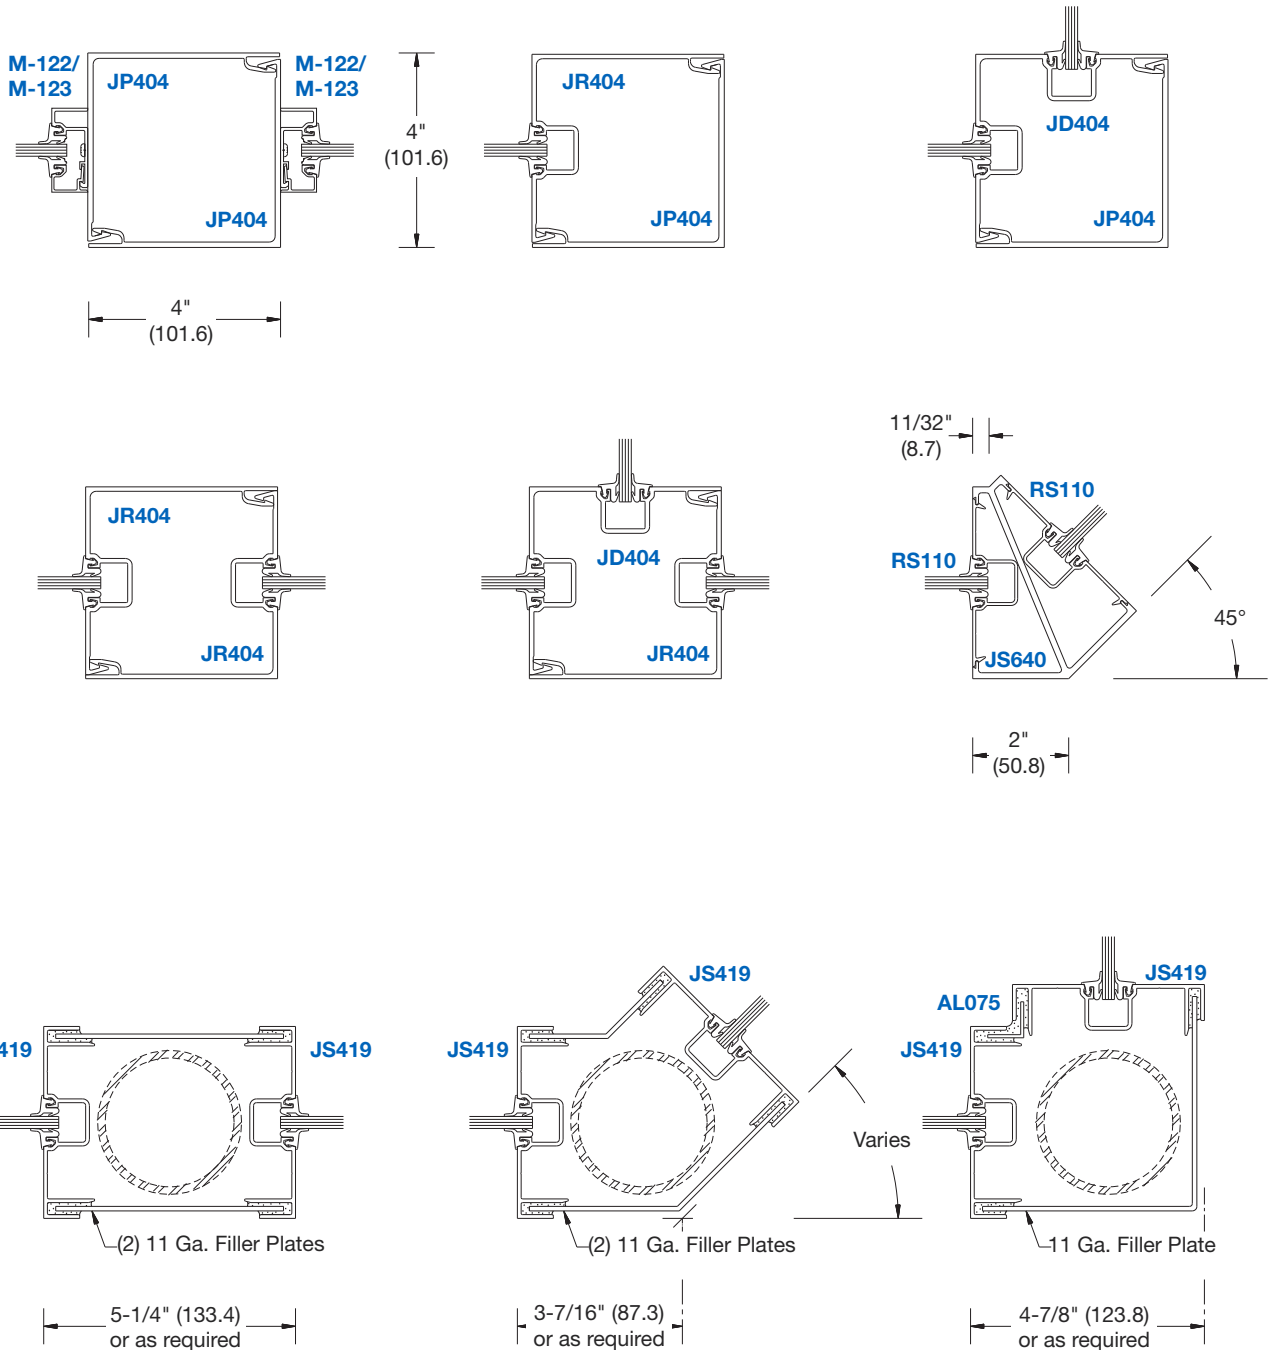 M-122/
M-123
JP404
M-122/
M-123
JP404
4"
(101.6)
4"
(101.6)
JR404
JP404
JD404
JP404
JR404
JR404
JD404
JR404
11/32"
(8.7)
RS110
RS110
JS640
45°
2"
(50.8)
419
JS419
(2) 11 Ga. Filler Plates
5-1/4" (133.4)
or as required
JS419
JS419
Varies
(2) 11 Ga. Filler Plates
3-7/16" (87.3)
or as required
JS419
AL075
JS419
11 Ga. Filler Plate
4-7/8" (123.8)
or as required